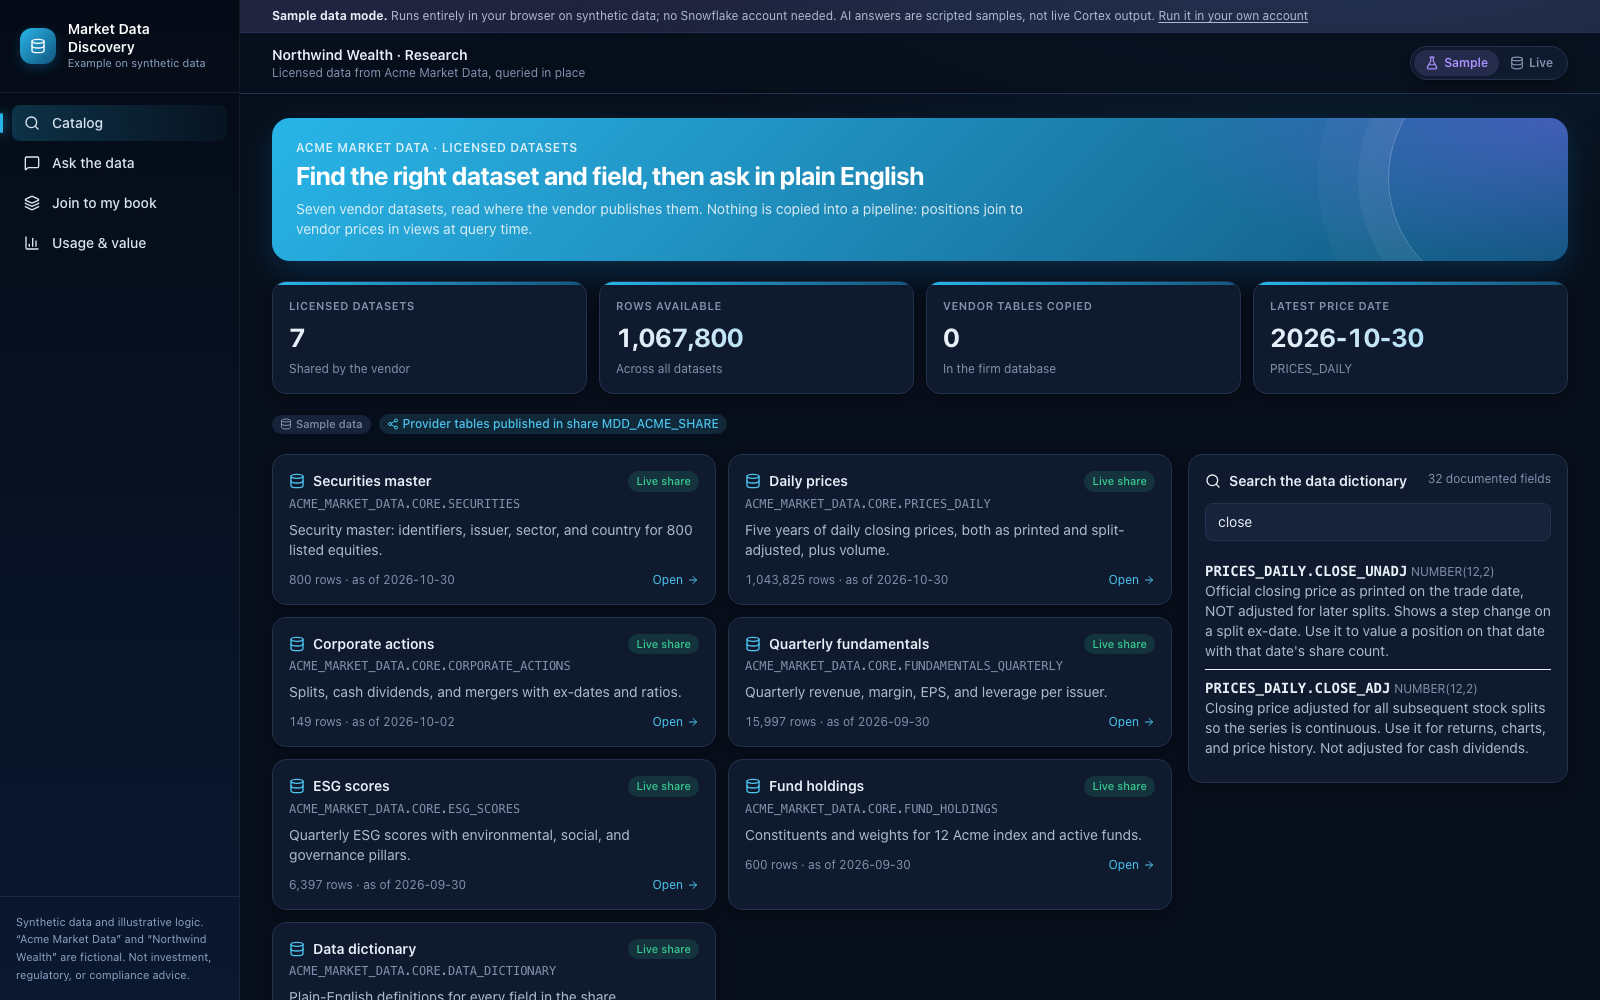 Market Data
Discovery
Example on synthetic data
Catalog
Ask the data
Join to my book
Usage & value
Synthetic data and illustrative logic.
"Acme Market Data" and "Northwind
Wealth" are fictional. Not investment,
regulatory, or compliance advice.
Sample data mode. Runs entirely in your browser on synthetic data; no Snowflake account needed. AI answers are scripted samples, not live Cortex output. Run it in your own account
Northwind Wealth · Research
Licensed data from Acme Market Data, queried in place
Sample
Live
ACME MARKET DATA · LICENSED DATASETS
Find the right dataset and field, then ask in plain English
Seven vendor datasets, read where the vendor publishes them. Nothing is copied into a pipeline: positions join to
vendor prices in views at query time.
LICENSED DATASETS
7
Shared by the vendor
ROWS AVAILABLE
1,067,800
Across all datasets
VENDOR TABLES COPIED
0
In the firm database
LATEST PRICE DATE
2026-10-30
PRICES_DAILY
Sample data
Provider tables published in share MDD_ACME_SHARE
Securities master
Live share
ACME_MARKET_DATA.CORE.SECURITIES
Security master: identifiers, issuer, sector, and country for 800
listed equities.
800 rows · as of 2026-10-30
Open →
Daily prices
Live share
ACME_MARKET_DATA.CORE.PRICES_DAILY
Five years of daily closing prices, both as printed and split-
adjusted, plus volume.
1,043,825 rows · as of 2026-10-30
Open →
Corporate actions
Live share
ACME_MARKET_DATA.CORE.CORPORATE_ACTIONS
Splits, cash dividends, and mergers with ex-dates and ratios.
149 rows · as of 2026-10-02
Open →
Quarterly fundamentals
Live share
ACME_MARKET_DATA.CORE.FUNDAMENTALS_QUARTERLY
Quarterly revenue, margin, EPS, and leverage per issuer.
15,997 rows · as of 2026-09-30
Open →
ESG scores
Live share
ACME_MARKET_DATA.CORE.ESG_SCORES
Quarterly ESG scores with environmental, social, and
governance pillars.
6,397 rows · as of 2026-09-30
Open →
Fund holdings
Live share
ACME_MARKET_DATA.CORE.FUND_HOLDINGS
Constituents and weights for 12 Acme index and active funds.
600 rows · as of 2026-09-30
Open →
Data dictionary
Live share
ACME_MARKET_DATA.CORE.DATA_DICTIONARY
Plain-English definitions for every field in the share
Search the data dictionary
32 documented fields
close
PRICES_DAILY.CLOSE_UNADJ NUMBER(12,2)
Official closing price as printed on the trade date,
NOT adjusted for later splits. Shows a step change on
a split ex-date. Use it to value a position on that date
with that date's share count.
PRICES_DAILY.CLOSE_ADJ NUMBER(12,2)
Closing price adjusted for all subsequent stock splits
so the series is continuous. Use it for returns, charts,
and price history. Not adjusted for cash dividends.